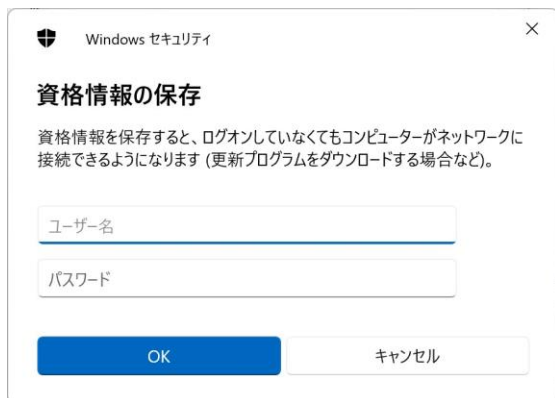 Windows セキュリティ
資格情報の保存
資格情報を保存すると、ログオンしていなくてもコンピューターがネットワークに
接続できるようになります (更新プログラムをダウンロードする場合など)。
ユーザー名
パスワード
OK
キャンセル